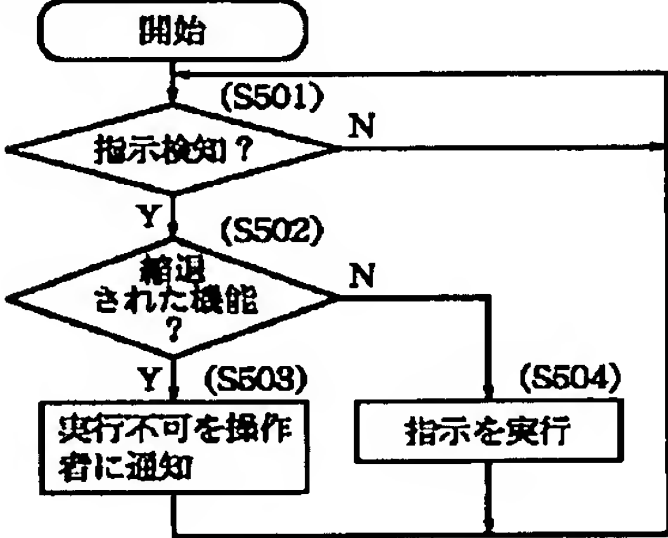 開始
(S501)
指示検知?
N
Y
(S502)
縮退
された機能
?
N
Y
(S503)
(S504)
実行不可を操作
者に通知
指示を実行